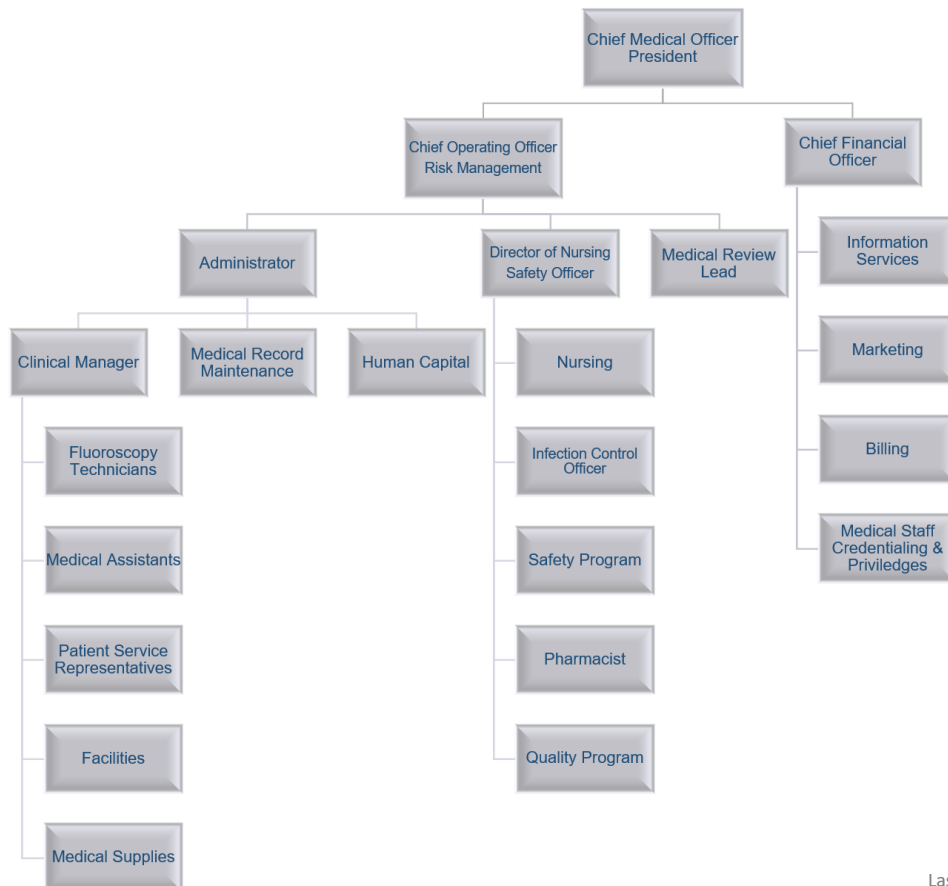 Chief Medical Officer
President
Chief Operating Officer
Risk Management
Chief Financial
Officer
Administrator
Director of Nursing
Safety Officer
Medical Review
Lead
Information
Services
Clinical Manager
Medical Record
Maintenance
Human Capital
Nursing
Marketing
Fluoroscopy
Technicians
Infection Control
Officer
Billing
Medical Assistants
Safety Program
Medical Staff
Credentialing &
Priviledges
Patient Service
Representatives
Pharmacist
Facilities
Quality Program
Medical Supplies